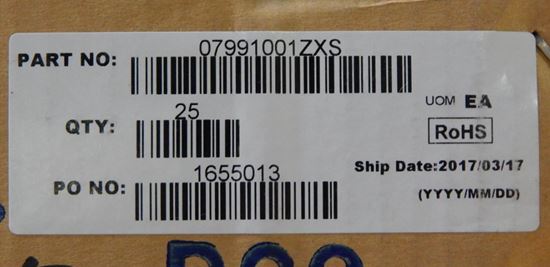 PART NO: 07991001ZXS
QTY: 25
UOM EA
RoHS
Ship Date:2017/03/17
PO NO: 1655013
(YYYY/MM/DD)